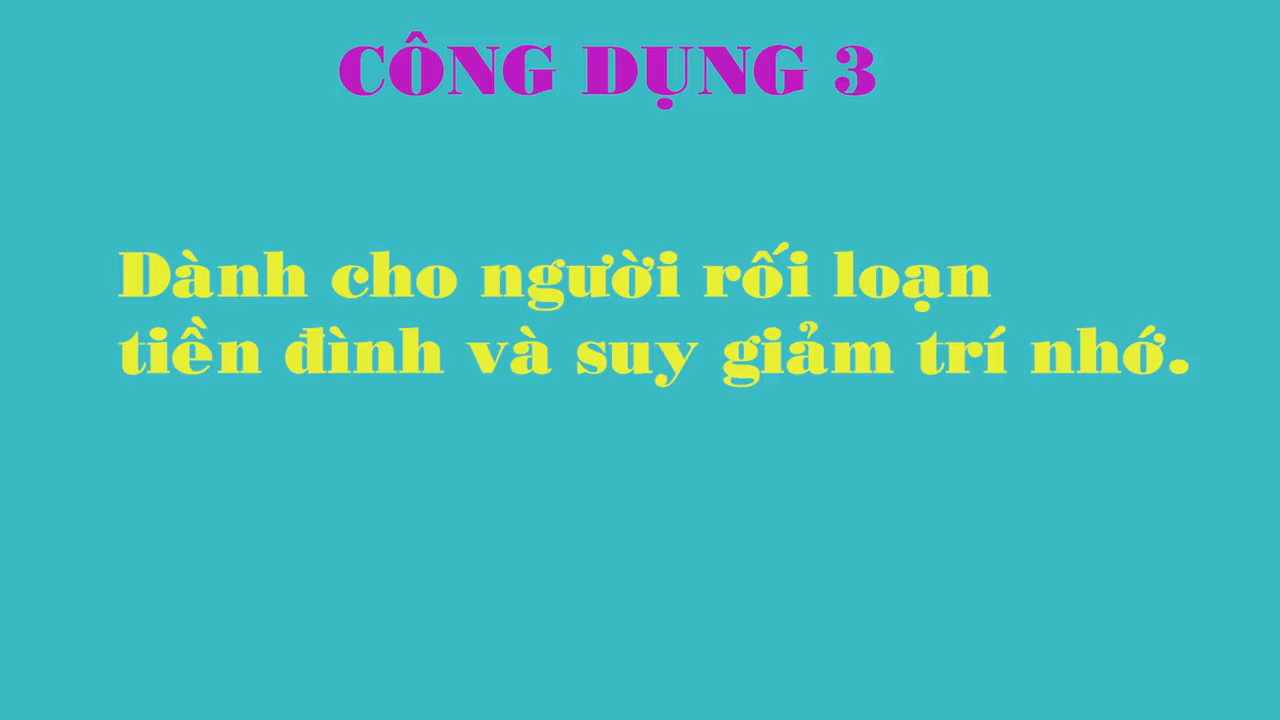 CÔNG DỤNG 3
Dành cho người rối loạn
tiền đình và suy giảm trí nhớ.